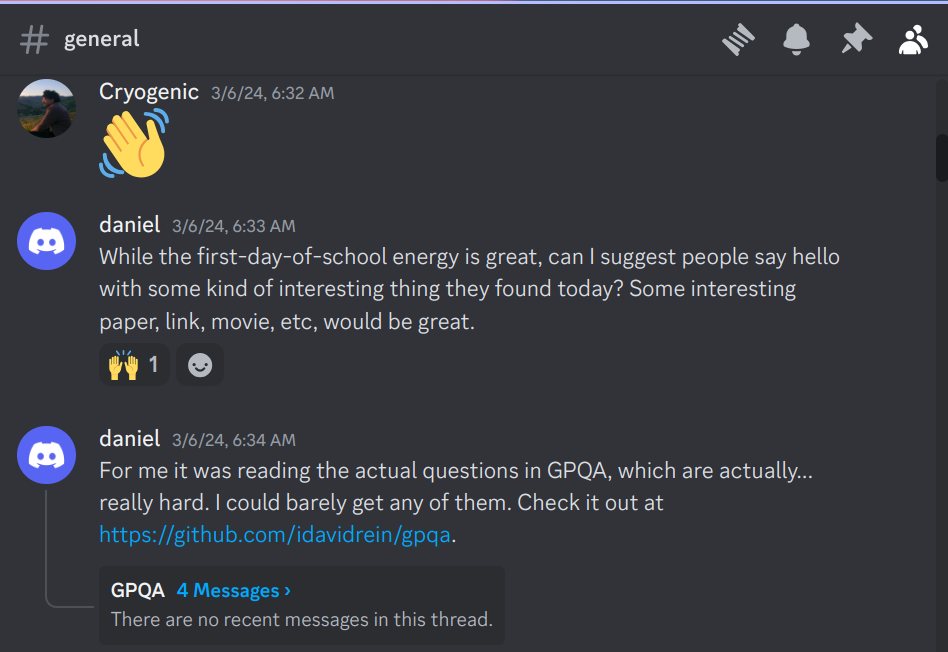 general
Cryogenic 3/6/24, 6:32 AM
daniel 3/6/24, 6:33 AM
While the first-day-of-school energy is great, can I suggest people say hello
with some kind of interesting thing they found today? Some interesting
paper, link, movie, etc, would be great.
1
daniel 3/6/24, 6:34 AM
For me it was reading the actual questions in GPQA, which are actually...
really hard. I could barely get any of them. Check it out at
https://github.com/idavidrein/gpqa.
GPQA 4 Messages ›
There are no recent messages in this thread.